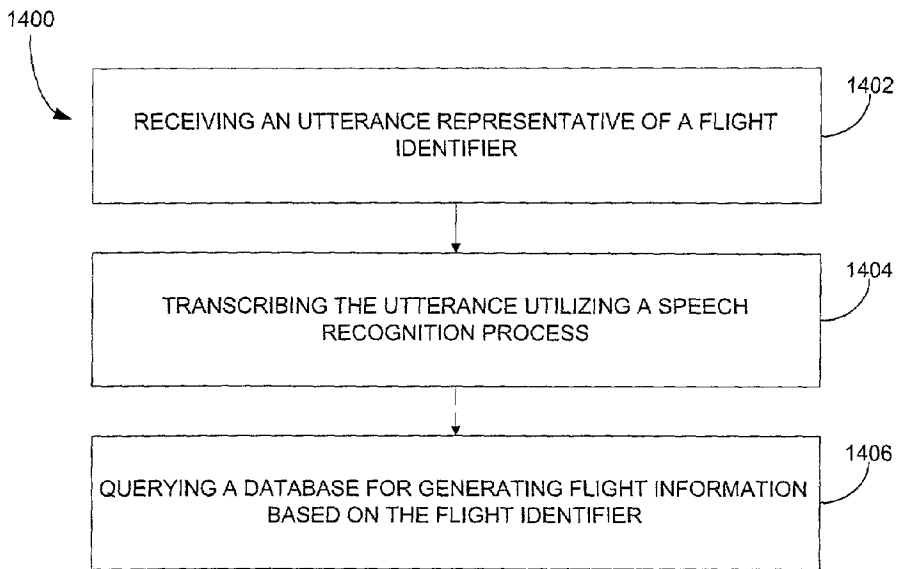 1400
1402
RECEIVING AN UTTERANCE REPRESENTATIVE OF A FLIGHT
IDENTIFIER
1404
TRANSCRIBING THE UTTERANCE UTILIZING A SPEECH
RECOGNITION PROCESS
1406
QUERYING A DATABASE FOR GENERATING FLIGHT INFORMATION
BASED ON THE FLIGHT IDENTIFIER